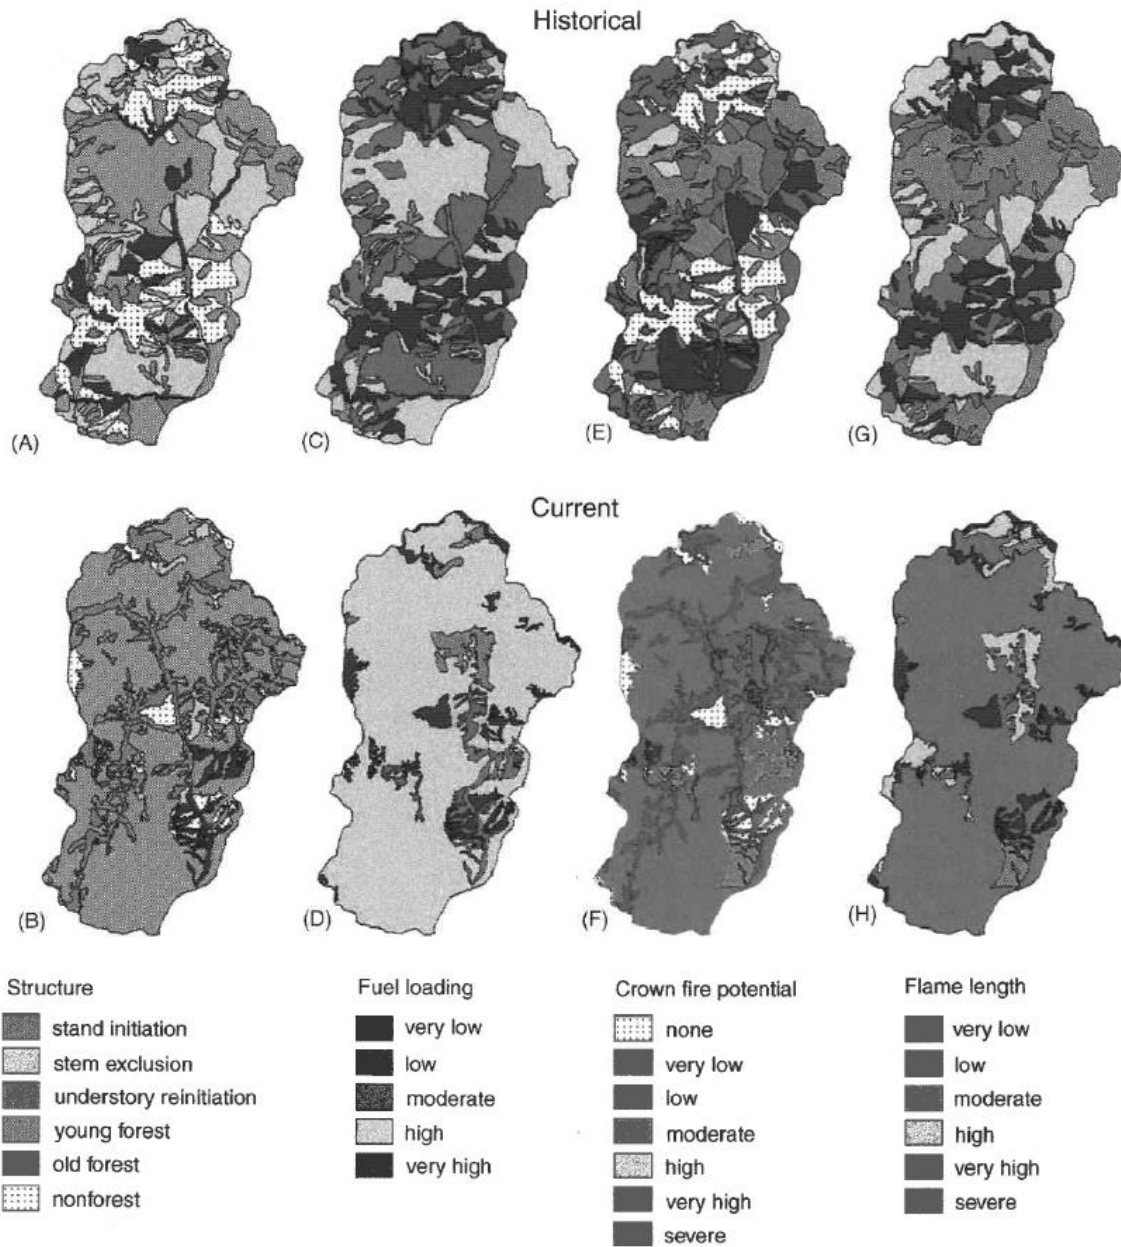 Historical
(A)
(C)
(E)
(G)
Current
(B)
(D)
(F)
(H)
Structure
stand initiation
stem exclusion
understory reinitiation
young forest
old forest
nonforest
Fuel loading
very low
low
moderate
high
very high
Crown fire potential
none
very low
low
moderate
high
very high
severe
Flame length
very low
low
moderate
high
very high
severe